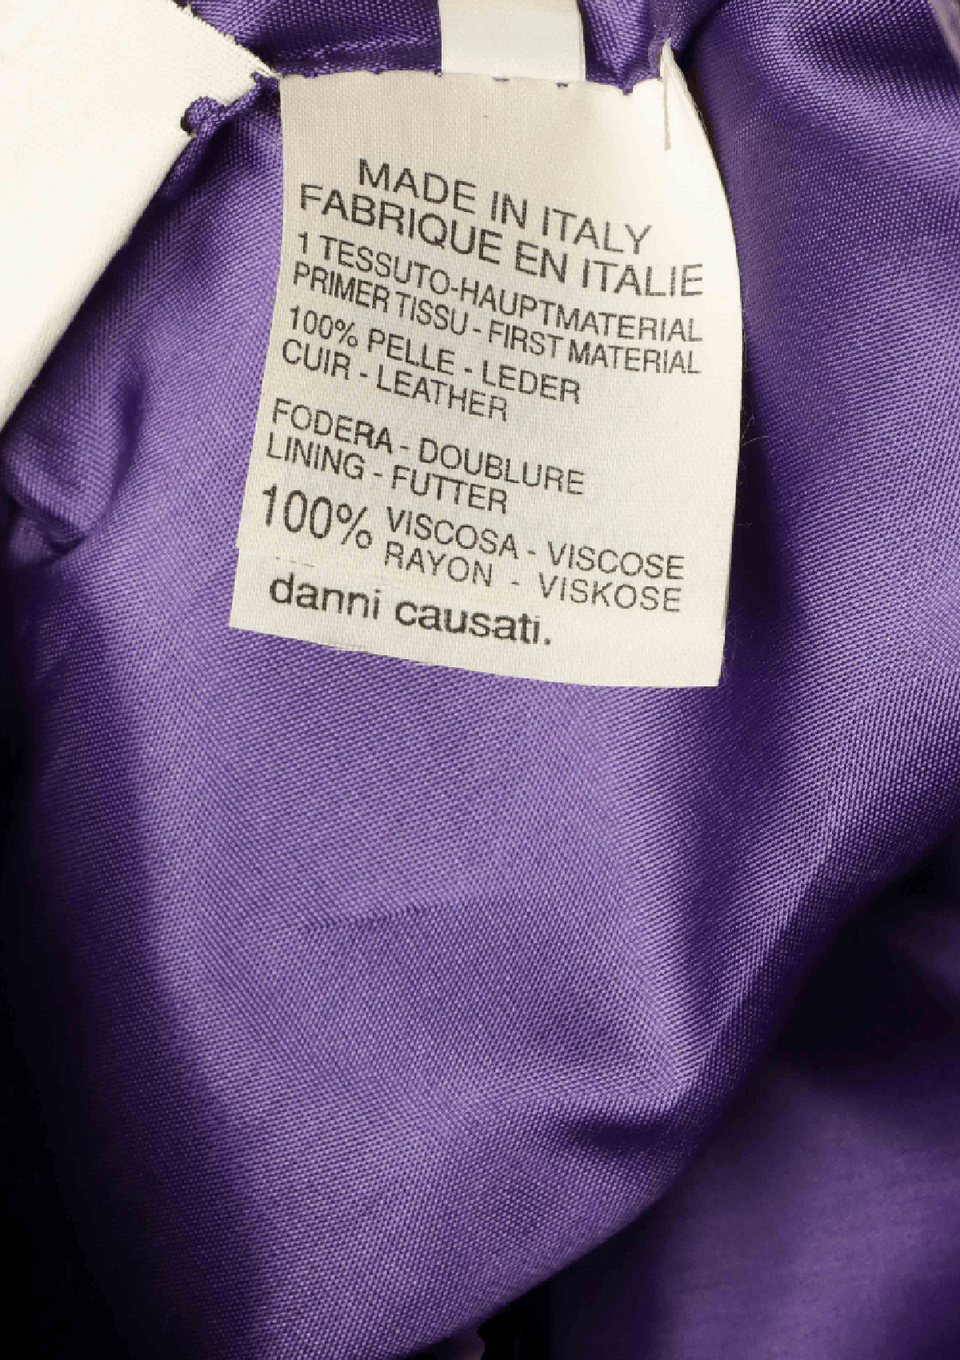 MADE IN ITALY
FABRIQUE EN ITALIE
1 TESSUTO-HAUPTMATERIAL
PRIMER TISSU - FIRST MATERIAL
100% PELLE - LEDER
CUIR - LEATHER
FODERA - DOUBLURE
LINING - FUTTER
100% VISCOSA - VISCOSE
RAYON - VISKOSE
danni causati.